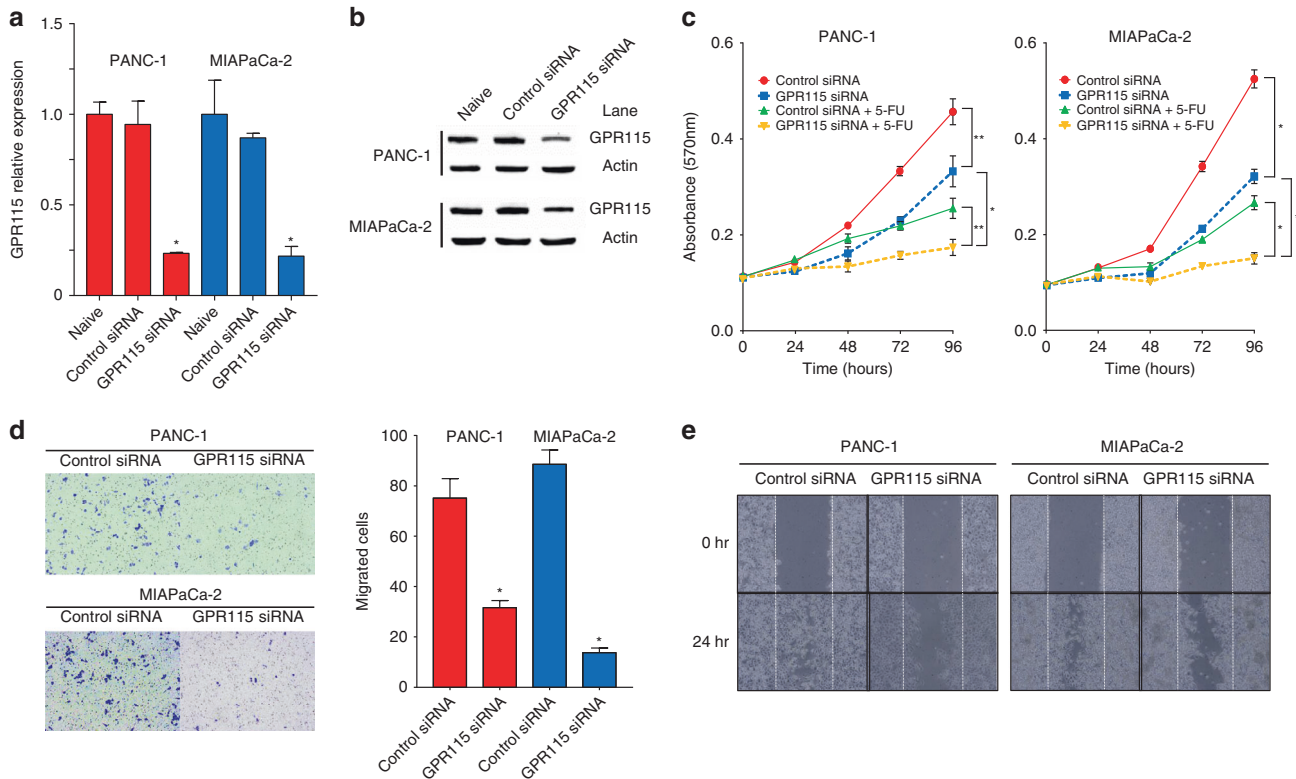 a
GPR115 relative expression
1.5
1.0
0.5
0
PANC-1
MIAPaCa-2
*
*
Naive
Control siRNA
GPR115 siRNA
Naive
Control siRNA
GPR115 siRNA
b
Naive
Control siRNA
GPR115 siRNA
Lane
PANC-1
GPR115
Actin
MIAPaCa-2
GPR115
Actin
c
PANC-1
Absorbance (570nm)
0.6
0.4
0.2
0.0
Control siRNA
GPR115 siRNA
Control siRNA + 5-FU
GPR115 siRNA + 5-FU
**
*
**
0
24
48
72
96
Time (hours)
MIAPaCa-2
0.6
0.4
0.2
0.0
Control siRNA
GPR115 siRNA
Control siRNA + 5-FU
GPR115 siRNA + 5-FU
*
*
0
24
48
72
96
Time (hours)
d
PANC-1
Control siRNA GPR115 siRNA
MIAPaCa-2
Control siRNA GPR115 siRNA
Migrated cells
100
80
60
40
20
0
PANC-1
MIAPaCa-2
*
*
Control siRNA
GPR115 siRNA
Control siRNA
GPR115 siRNA
e
PANC-1
Control siRNA GPR115 siRNA
MIAPaCa-2
Control siRNA GPR115 siRNA
0 hr
24 hr